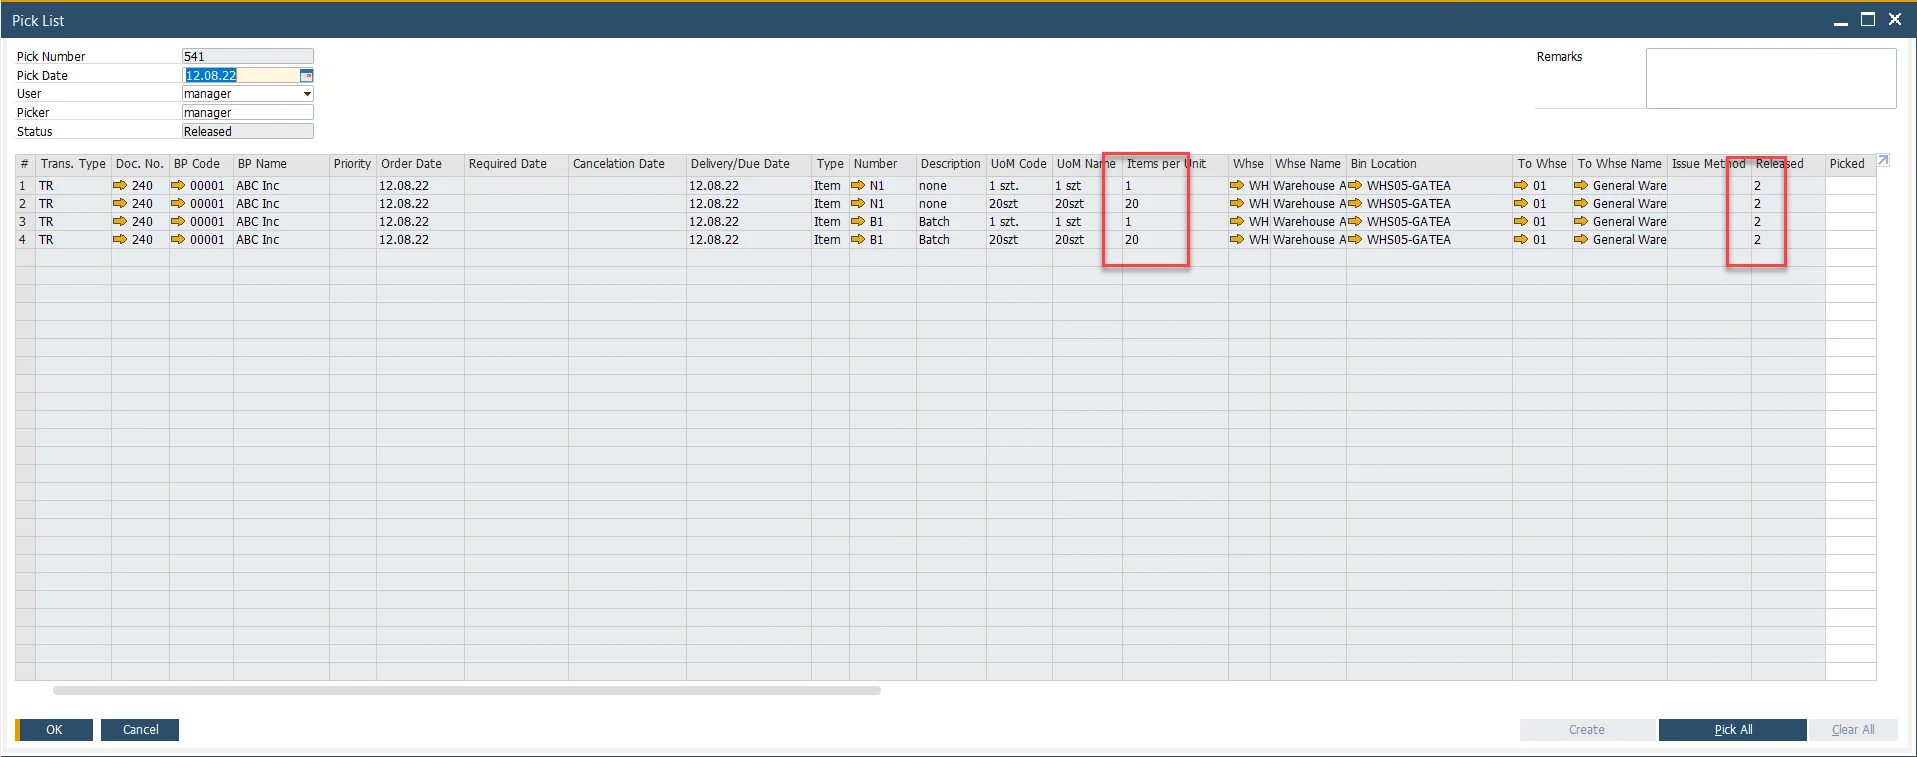 Pick List
Pick Number 541
Pick Date 12.08.22
User manager
Picker manager
Status Released
Remarks
# Trans. Type Doc. No. BP Code BP Name Priority Order Date Required Date Cancelation Date Delivery/Due Date Type Number Description UoM Code UoM Name Items per Unit Whse Whse Name Bin Location To Whse To Whse Name Issue Method Released Picked
1 TR 240 00001 ABC Inc 12.08.22 12.08.22 Item N1 none 1 szt. 1 szt 1 WH Warehouse A WHS05-GATEA 01 General Ware 2
2 TR 240 00001 ABC Inc 12.08.22 12.08.22 Item N1 none 20szt 20szt 20 WH Warehouse A WHS05-GATEA 01 General Ware 2
3 TR 240 00001 ABC Inc 12.08.22 12.08.22 Item B1 Batch 1 szt. 1 szt 1 WH Warehouse A WHS05-GATEA 01 General Ware 2
4 TR 240 00001 ABC Inc 12.08.22 12.08.22 Item B1 Batch 20szt 20szt 20 WH Warehouse A WHS05-GATEA 01 General Ware 2
OK Cancel Create Pick All Clear All